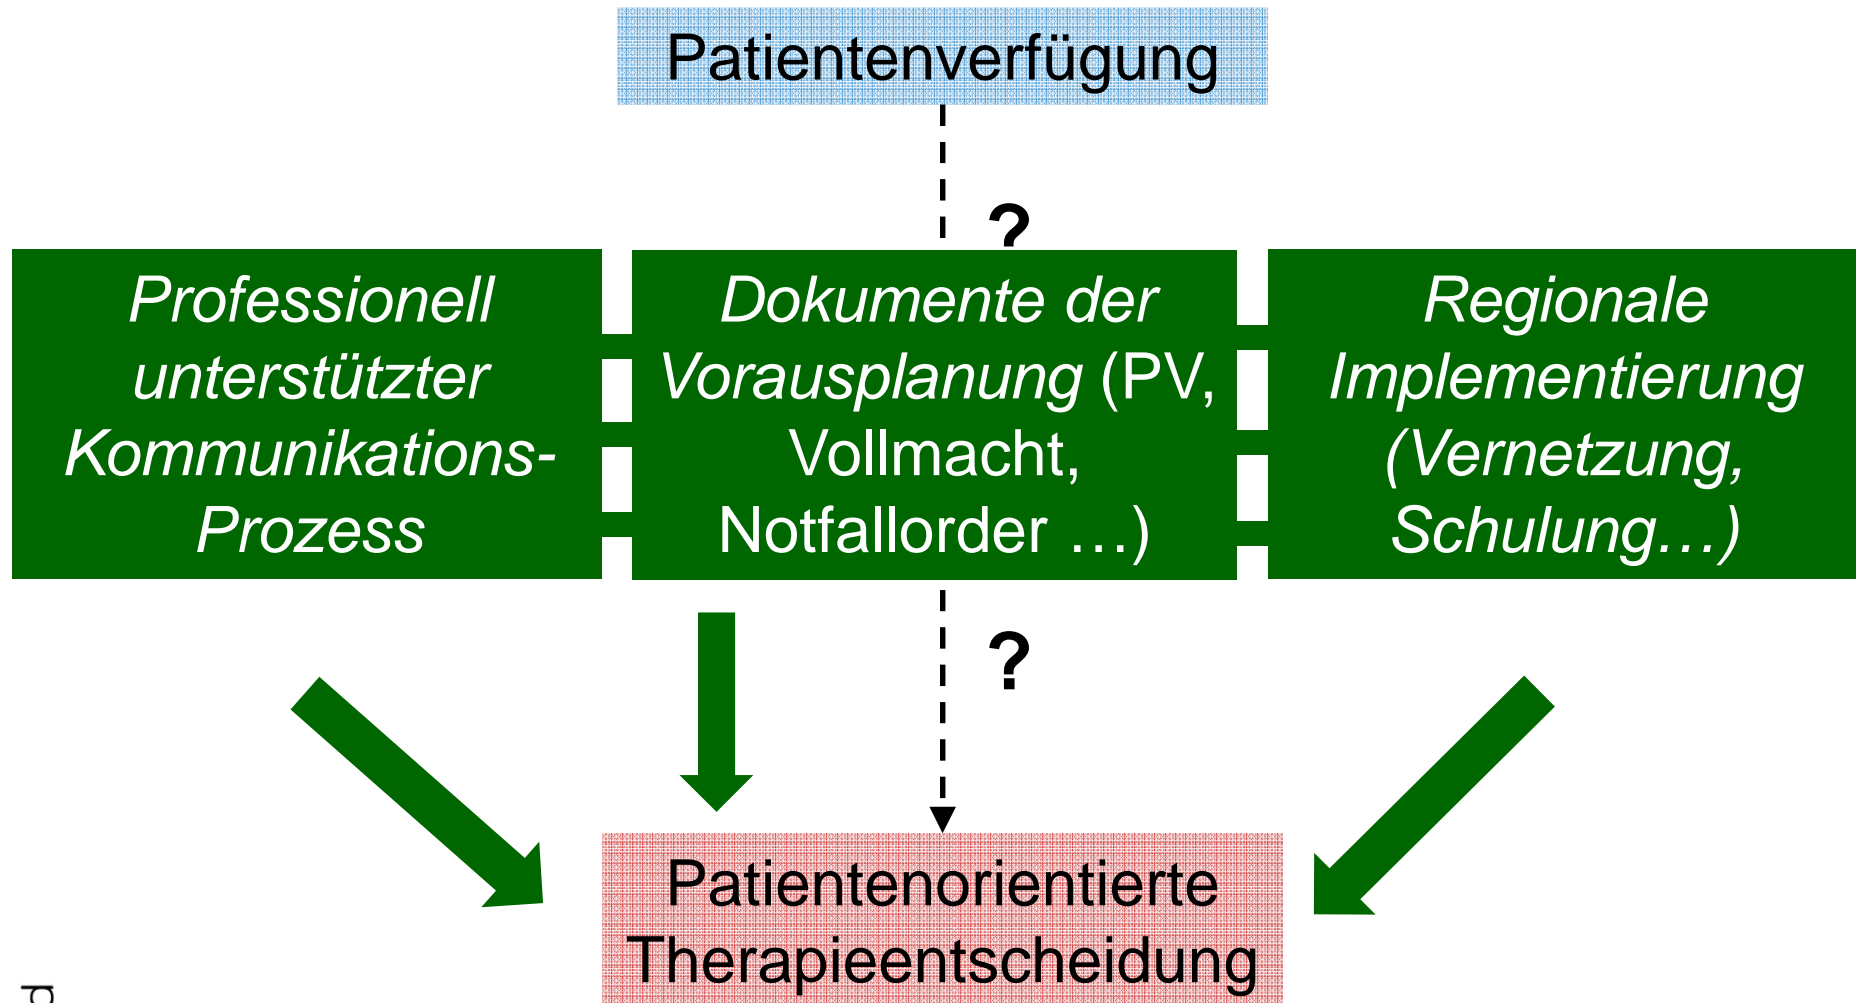 Patientenverfügung
?
Professionell
unterstützter
Kommunikations-
Prozess
Dokumente der
Vorausplanung (PV,
Vollmacht,
Notfallorder …)
Regionale
Implementierung
(Vernetzung,
Schulung…)
?
Patientenorientierte
Therapieentscheidung